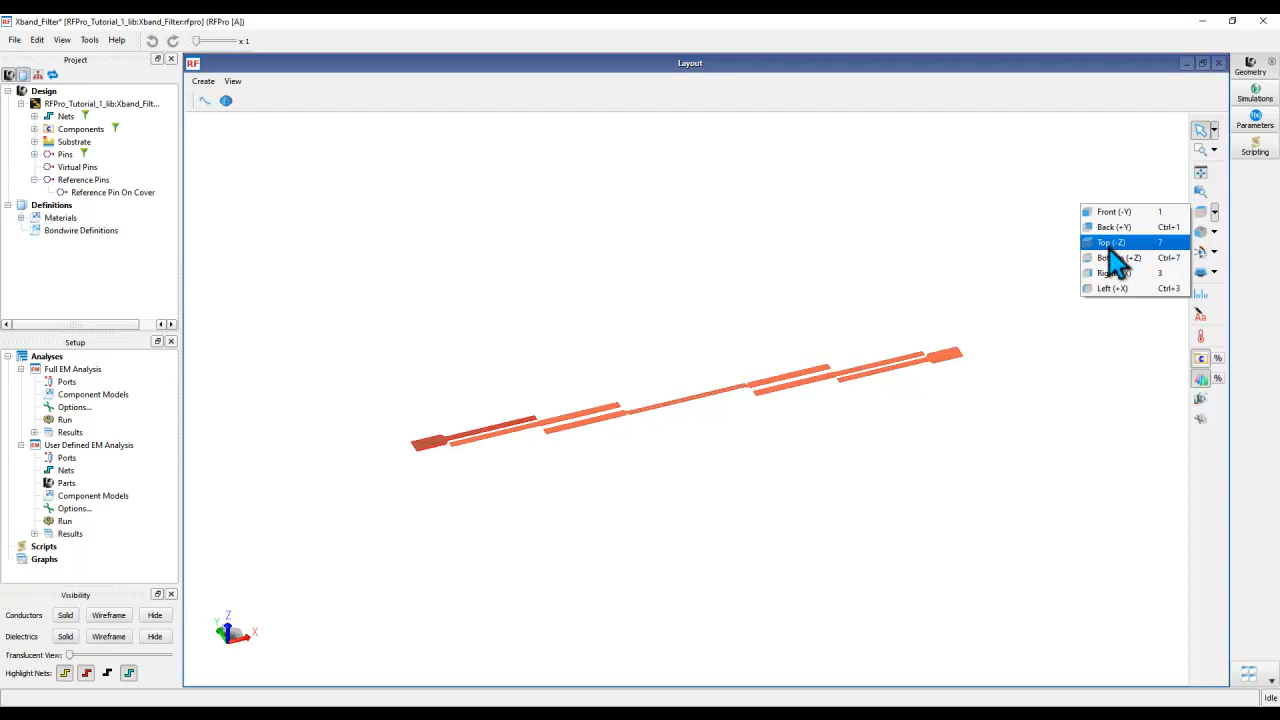 Xband_Filter* [RFPro_Tutorial_1_lib:Xband_Filter:rfpro] (RFPro [A])
File Edit View Tools Help
x 1
Project
Design
RFPro_Tutorial_1_lib:Xband_Filt...
Nets
Components
Substrate
Pins
Virtual Pins
Reference Pins
Reference Pin On Cover
Definitions
Materials
Bondwire Definitions
Setup
Analyses
Full EM Analysis
Ports
Component Models
Options...
Run
Results
User Defined EM Analysis
Ports
Nets
Parts
Component Models
Options...
Run
Results
Scripts
Graphs
Visibility
Conductors Solid Wireframe Hide
Dielectrics Solid Wireframe Hide
Translucent View:
Highlight Nets:
RF Layout
Create View
Front (-Y) 1
Back (+Y) Ctrl+1
Top (-Z) 7
(+Z) Ctrl+7
3
Left (+X) Ctrl+3
Aa
%
%
Z
Y
X
Geometry
Simulations
Parameters
Scripting
Idle